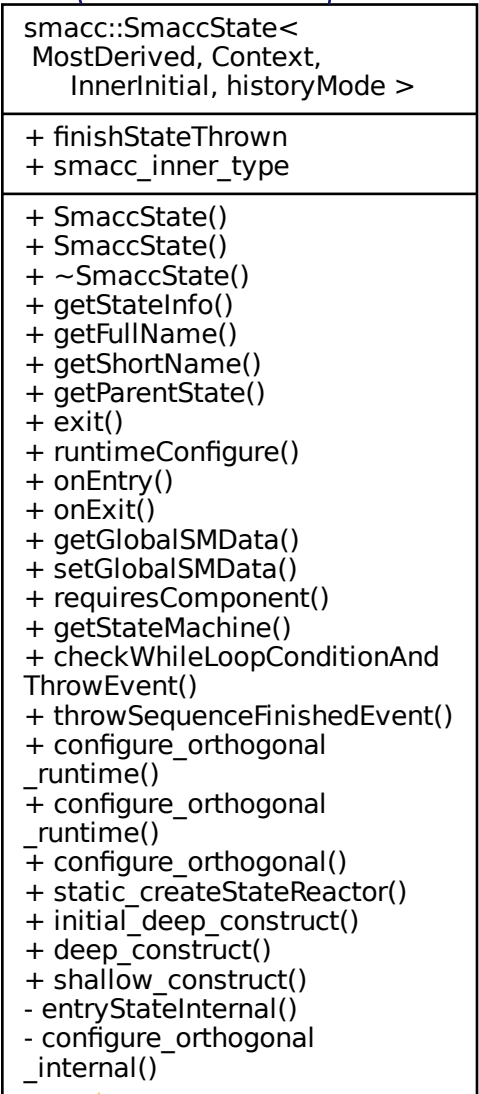 smacc::SmaccState<
MostDerived, Context,
InnerInitial, historyMode >
+ finishStateThrown
+ smacc_inner_type
+ SmaccState()
+ SmaccState()
+ ~SmaccState()
+ getStateInfo()
+ getFullName()
+ getShortName()
+ getParentState()
+ exit()
+ runtimeConfigure()
+ onEntry()
+ onExit()
+ getGlobalSMData()
+ setGlobalSMData()
+ requiresComponent()
+ getStateMachine()
+ checkWhileLoopConditionAnd
ThrowEvent()
+ throwSequenceFinishedEvent()
+ configure_orthogonal
_runtime()
+ configure_orthogonal
_runtime()
+ configure_orthogonal()
+ static_createStateReactor()
+ initial_deep_construct()
+ deep_construct()
+ shallow_construct()
- entryStateInternal()
- configure_orthogonal
_internal()